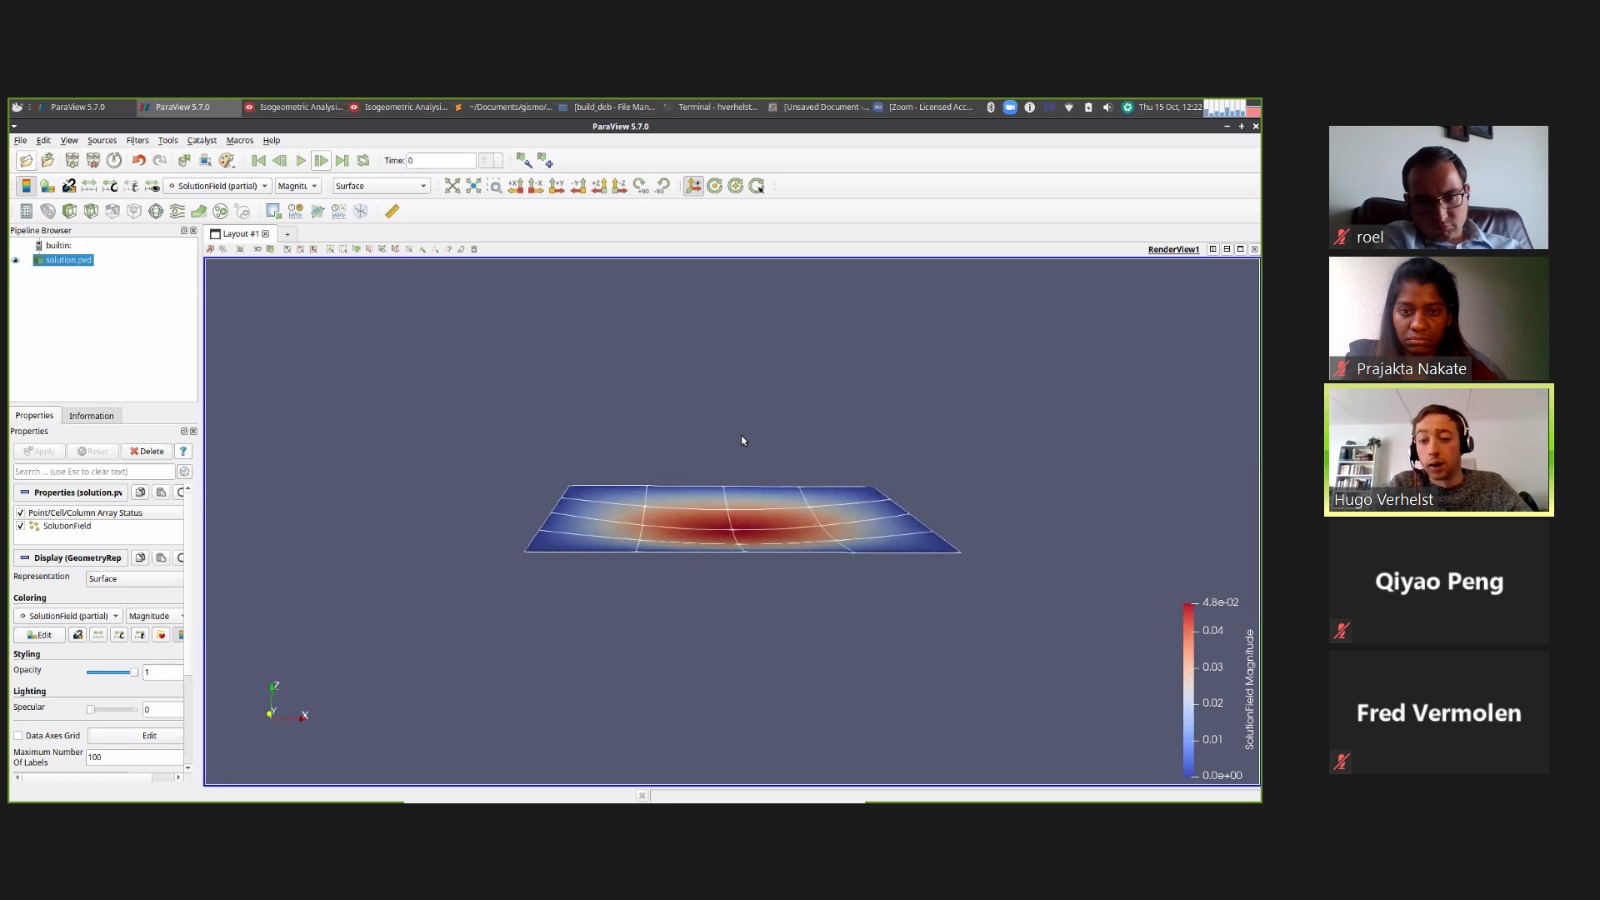 ParaView 5.7.0
ParaView 5.7.0
Isogeometric Analysi...
Isogeometric Analysi...
~/Documents/gismo/...
[build_deb - File Man...
Terminal - hverhelst...
[Unsaved Document -...
[Zoom - Licensed Acc...
EN
Thu 15 Oct, 12:22
ParaView 5.7.0
File Edit View Sources Filters Tools Catalyst Macros Help
Time: 0
SolutionField (partial)
Magnitu
Surface
Pipeline Browser
Layout #1
builtin:
RenderView1
solution.pvd
Properties Information
Properties
Apply Reset Delete ?
Search ... (use Esc to clear text)
Properties (solution.pv
Point/Cell/Column Array Status
SolutionField
Display (GeometryRep
Representation Surface
Coloring
SolutionField (partial) Magnitude
Edit
Styling
Opacity 1
Lighting
Specular 0
Data Axes Grid Edit
Maximum Number
Of Labels 100
Z
Y
X
4.8e-02
0.04
0.03
0.02
0.01
0.0e+00
SolutionField Magnitude
roel
Prajakta Nakate
Hugo Verhelst
Qiyao Peng
Fred Vermolen